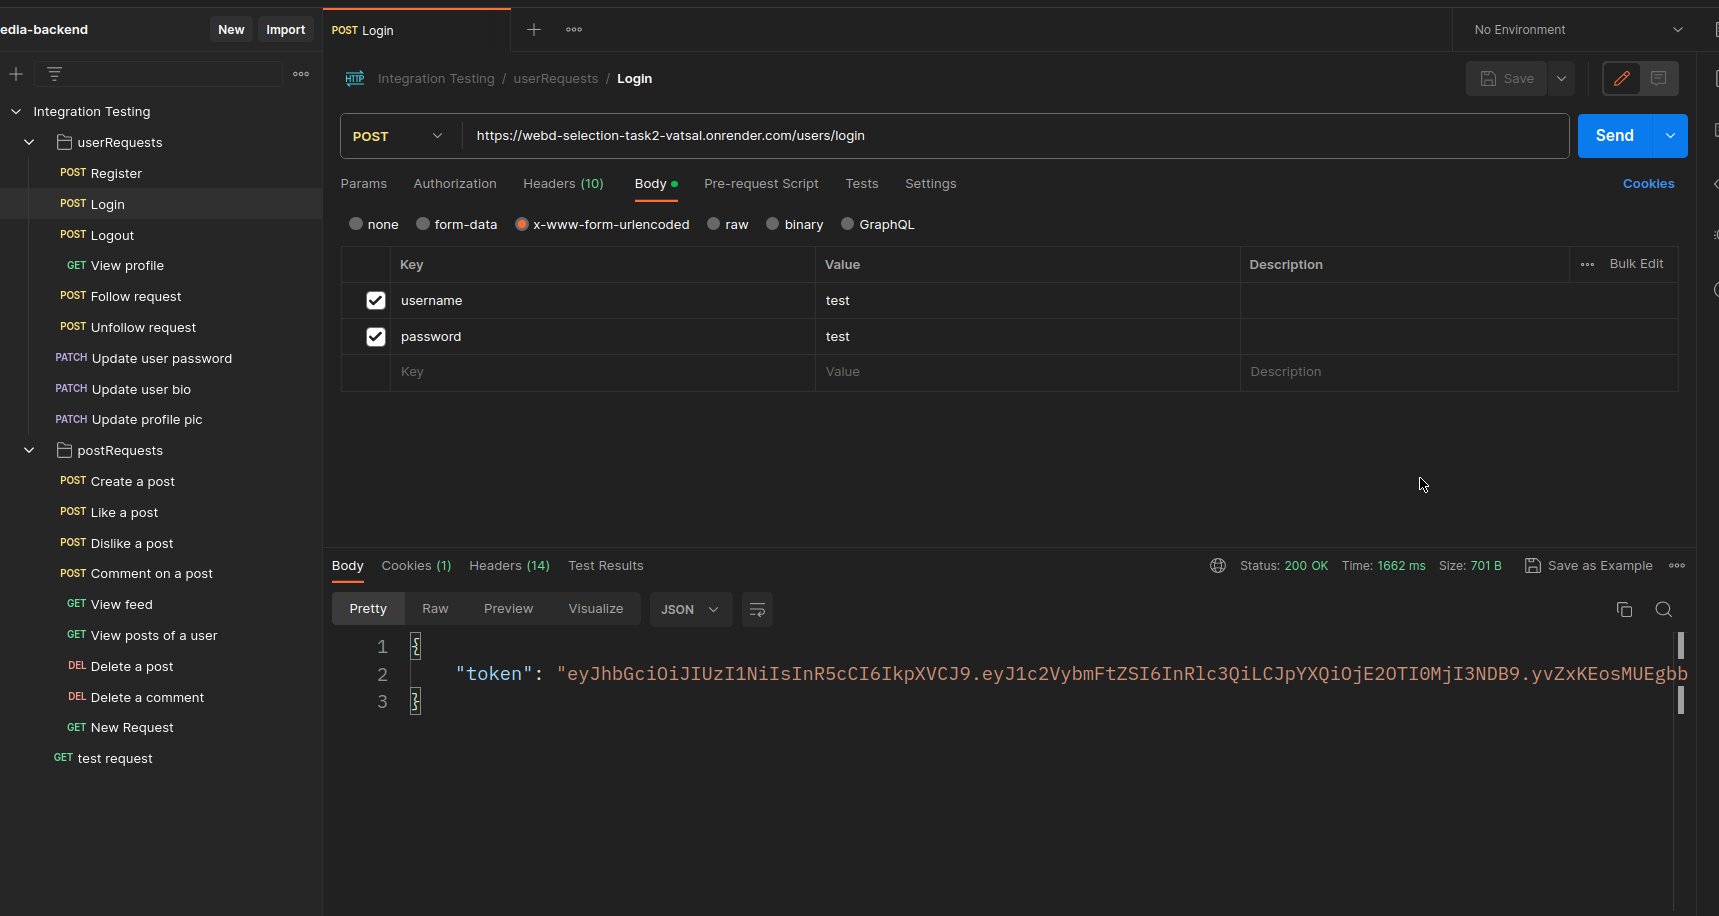 edia-backend New Import
POST Login
No Environment
Integration Testing / userRequests / Login
Save
POST https://webd-selection-task2-vatsal.onrender.com/users/login Send
Params Authorization Headers (10) Body Pre-request Script Tests Settings Cookies
none form-data x-www-form-urlencoded raw binary GraphQL
Key Value Description Bulk Edit
username test
password test
Key Value Description
Integration Testing
userRequests
POST Register
POST Login
POST Logout
GET View profile
POST Follow request
POST Unfollow request
PATCH Update user password
PATCH Update user bio
PATCH Update profile pic
postRequests
POST Create a post
POST Like a post
POST Dislike a post
POST Comment on a post
GET View feed
GET View posts of a user
DEL Delete a post
DEL Delete a comment
GET New Request
GET test request
Body Cookies (1) Headers (14) Test Results
Status: 200 OK Time: 1662 ms Size: 701 B Save as Example
Pretty Raw Preview Visualize JSON
1 {
2 "token": "eyJhbGciOiJIUzI1NiIsInR5cCI6IkpXVCJ9.eyJ1c2VybmFtZSI6InRlc3QiLCJpYXQiOjE2OTI0MjI3NDB9.yvZxKEosMUEgbb
3 }